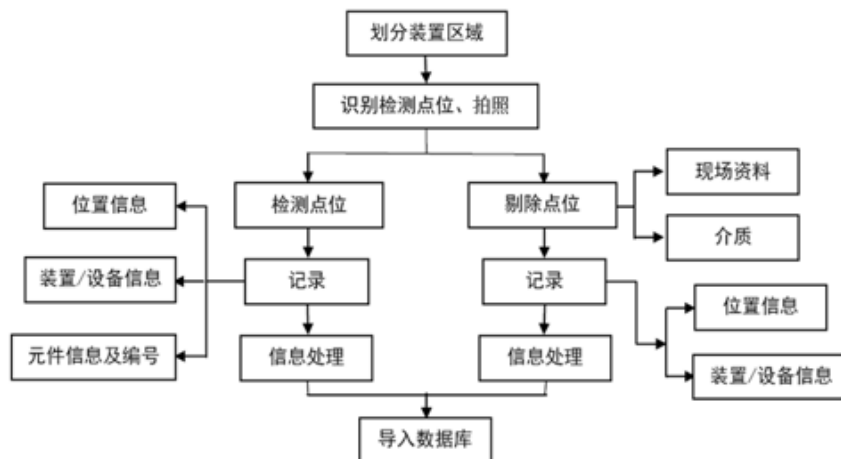 划分装置区域
识别检测点位、拍照
现场资料
位置信息
检测点位
剔除点位
介质
装置/设备信息
记录
记录
位置信息
元件信息及编号
信息处理
信息处理
装置/设备信息
导入数据库